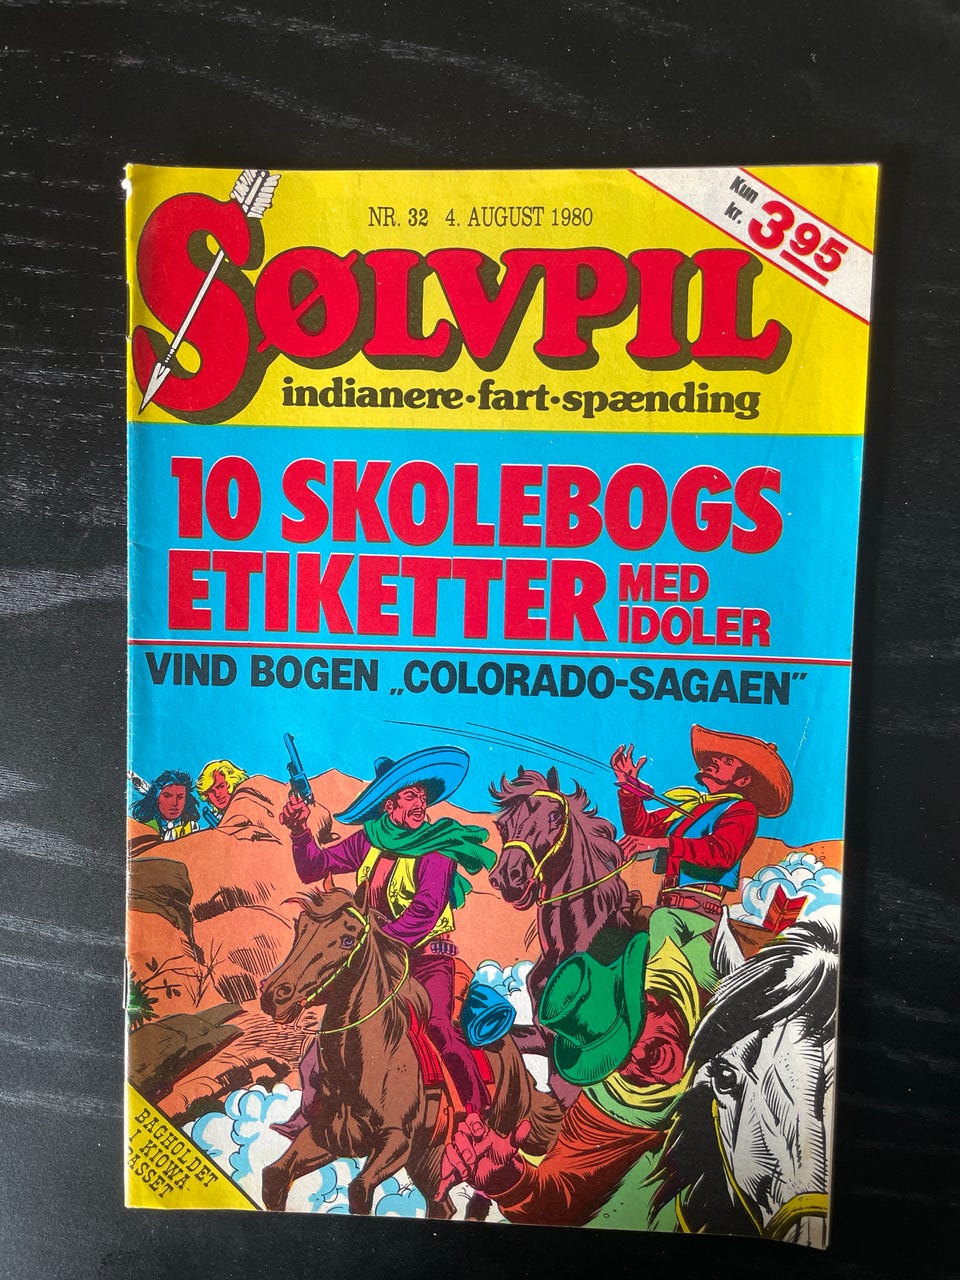 NR. 32 4. AUGUST 1980
Kun
kr. 3.95
SØLVPIL
indianere·fart·spænding
10 SKOLEBOGS
ETIKETTER MED
IDOLER
VIND BOGEN „COLORADO-SAGAEN”
BAGHOLDET
I KIOWA-
ASSET